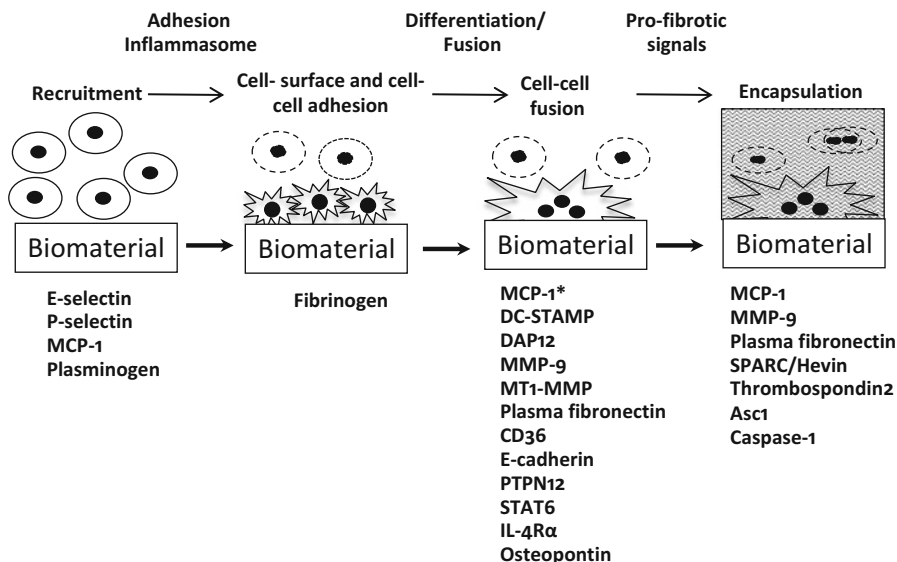 Adhesion
Inflammasome
Differentiation/
Fusion
Pro-fibrotic
signals
Recruitment
Cell- surface and cell-
cell adhesion
Cell-cell
fusion
Encapsulation
Biomaterial
Biomaterial
Biomaterial
Biomaterial
E-selectin
P-selectin
MCP-1
Plasminogen
Fibrinogen
MCP-1*
DC-STAMP
DAP12
MMP-9
MT1-MMP
Plasma fibronectin
CD36
E-cadherin
PTPN12
STAT6
IL-4Rα
Osteopontin
MCP-1
MMP-9
Plasma fibronectin
SPARC/Hevin
Thrombospondin2
Asc1
Caspase-1